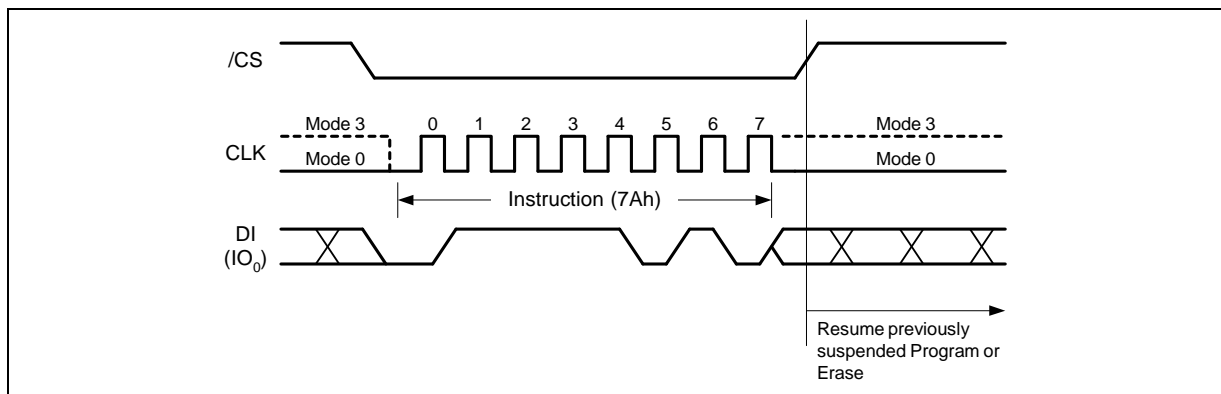 /CS
Mode 3 0 1 2 3 4 5 6 7 Mode 3
CLK
Mode 0 Mode 0
Instruction (7Ah)
DI
(IO₀)
Resume previously
suspended Program or
Erase